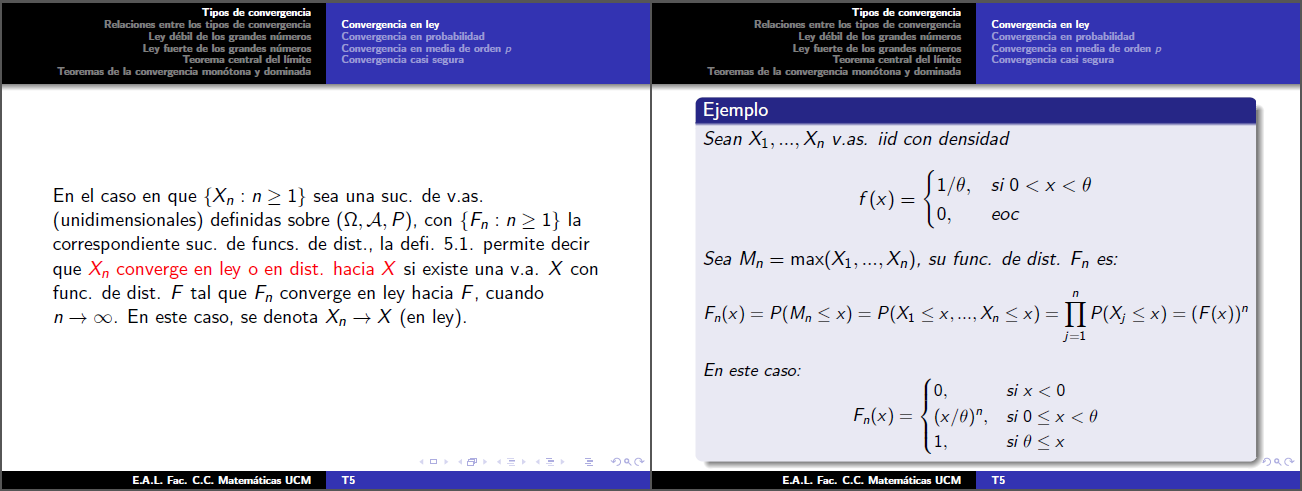 Tipos de convergencia
Relaciones entre los tipos de convergencia
Ley débil de los grandes números
Ley fuerte de los grandes números
Teorema central del límite
Teoremas de la convergencia monótona y dominada
Convergencia en ley
Convergencia en probabilidad
Convergencia en media de orden p
Convergencia casi segura
En el caso en que {Xₙ : n ≥ 1} sea una suc. de v.as.
(unidimensionales) definidas sobre (Ω, 𝒜, P), con {Fₙ : n ≥ 1} la
correspondiente suc. de funcs. de dist., la defi. 5.1. permite decir
que Xₙ converge en ley o en dist. hacia X si existe una v.a. X con
func. de dist. F tal que Fₙ converge en ley hacia F, cuando
n → ∞. En este caso, se denota Xₙ → X (en ley).
E.A.L. Fac. C.C. Matemáticas UCM
T5
Tipos de convergencia
Relaciones entre los tipos de convergencia
Ley débil de los grandes números
Ley fuerte de los grandes números
Teorema central del límite
Teoremas de la convergencia monótona y dominada
Convergencia en ley
Convergencia en probabilidad
Convergencia en media de orden p
Convergencia casi segura
Ejemplo
Sean X₁, ..., Xₙ v.as. iid con densidad
f(x) = { 1/θ, si 0 < x < θ
0, eoc
Sea Mₙ = max(X₁, ..., Xₙ), su func. de dist. Fₙ es:
Fₙ(x) = P(Mₙ ≤ x) = P(X₁ ≤ x, ..., Xₙ ≤ x) = ∏ⱼ₌₁ⁿ P(Xⱼ ≤ x) = (F(x))ⁿ
En este caso:
Fₙ(x) = { 0, si x < 0
(x/θ)ⁿ, si 0 ≤ x < θ
1, si θ ≤ x
E.A.L. Fac. C.C. Matemáticas UCM
T5